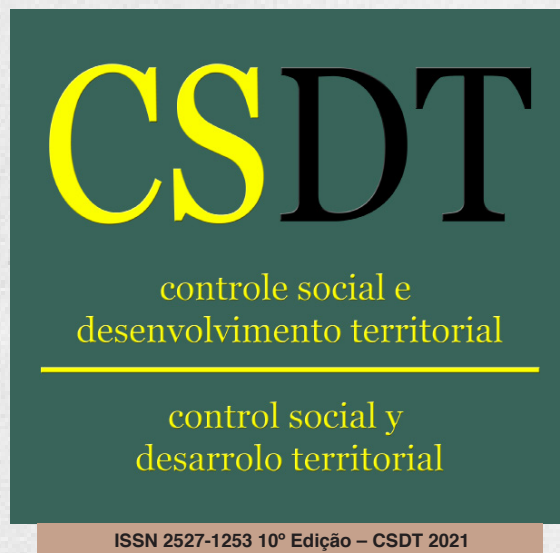 CSDT
controle social e
desenvolvimento territorial
control social y
desarrolo territorial
ISSN 2527-1253 10º Edição – CSDT 2021